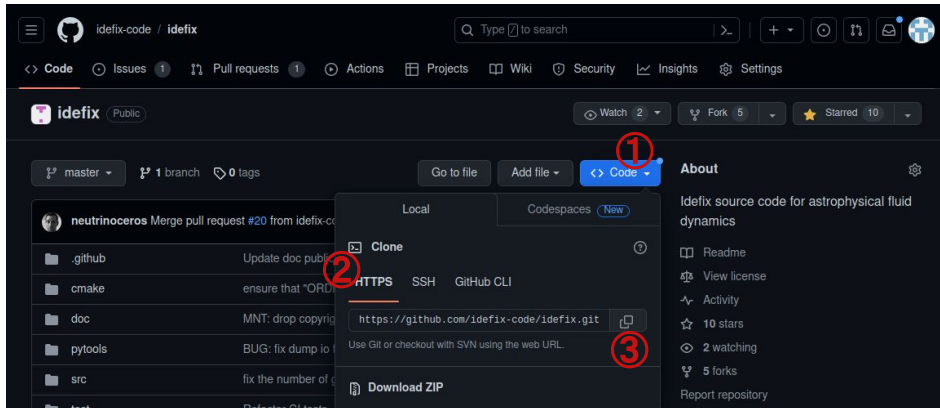 idefix-code / idefix
Type / to search
Code
Issues 1
Pull requests 1
Actions
Projects
Wiki
Security
Insights
Settings
idefix Public
Watch 2
Fork 5
Starred 10
①
master
1 branch
0 tags
Go to file
Add file
<> Code
About
Idefix source code for astrophysical fluid
dynamics
neutrinoceros Merge pull request #20 from idefix-co
Local
Codespaces New
.github
Update doc public
Clone
②
HTTPS
SSH
GitHub CLI
cmake
ensure that "ORD
doc
MNT: drop copyrig
https://github.com/idefix-code/idefix.git
pytools
BUG: fix dump io f
Use Git or checkout with SVN using the web URL.
③
src
fix the number of g
Download ZIP
test
Refactor CI tests
Readme
View license
Activity
10 stars
2 watching
5 forks
Report repository